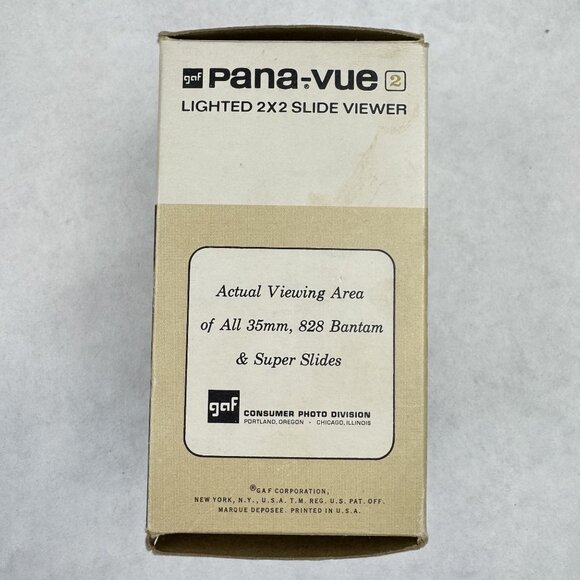 gaf Pana-Vue 2
LIGHTED 2X2 SLIDE VIEWER
Actual Viewing Area
of All 35mm, 828 Bantam
& Super Slides
gaf CONSUMER PHOTO DIVISION
PORTLAND, OREGON - CHICAGO, ILLINOIS
®GAF CORPORATION,
NEW YORK, N.Y., U.S.A. T.M. REG. U.S. PAT. OFF.
MARQUE DEPOSEE. PRINTED IN U.S.A.